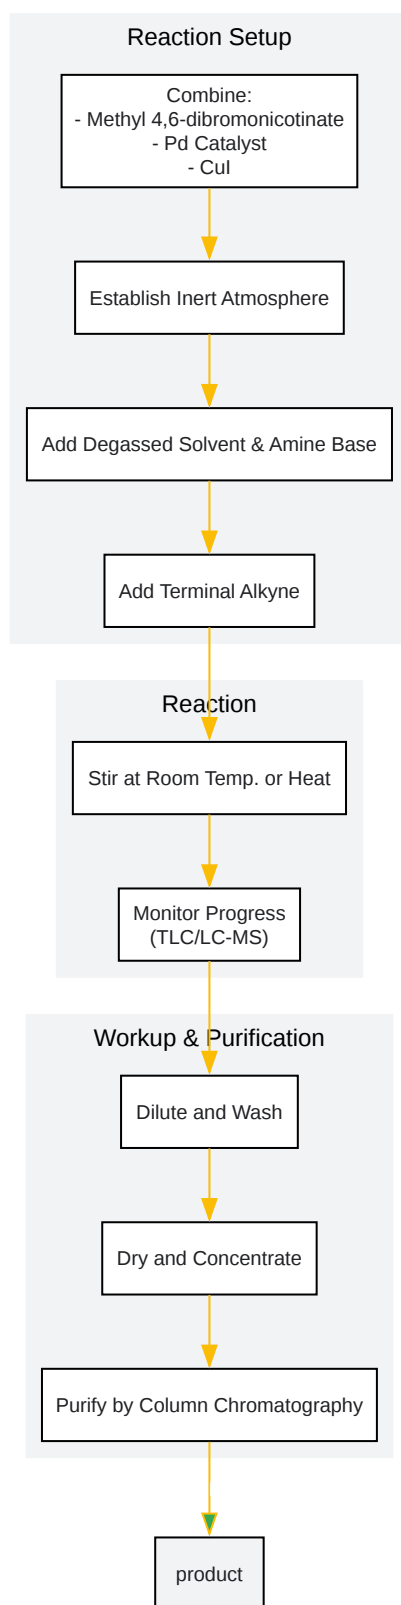 Reaction Setup
Combine:
- Methyl 4,6-dibromonicotinate
- Pd Catalyst
- CuI
Establish Inert Atmosphere
Add Degassed Solvent & Amine Base
Add Terminal Alkyne
Reaction
Stir at Room Temp. or Heat
Monitor Progress
(TLC/LC-MS)
Workup & Purification
Dilute and Wash
Dry and Concentrate
Purify by Column Chromatography
product